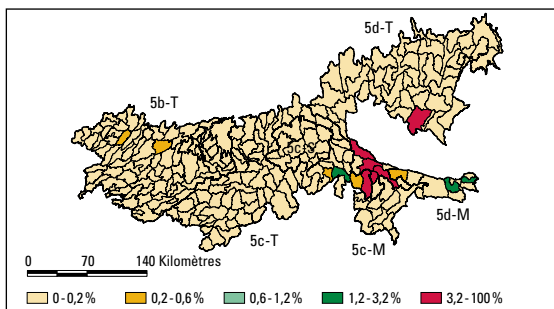 5d-T
5b-T
5d-M
5c-T
5c-M
0 70 140 Kilomètres
0-0,2% 0,2-0,6% 0,6-1,2% 1,2-3,2% 3,2-100%